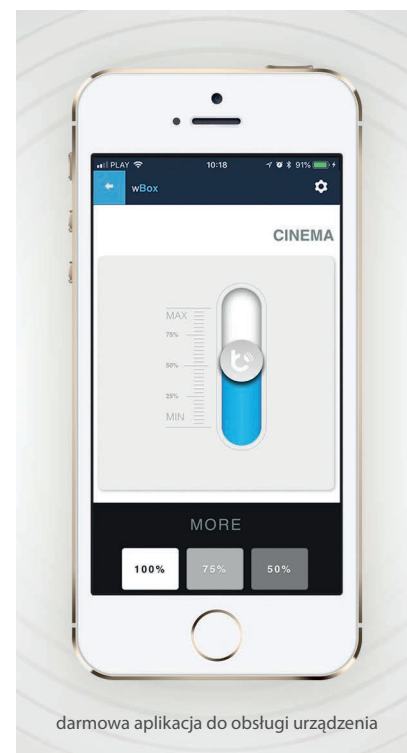 PLAY 10:18 91%
wBox
CINEMA
MAX
75%
50%
25%
MIN
MORE
100% 75% 50%
darmowa aplikacja do obsługi urządzenia